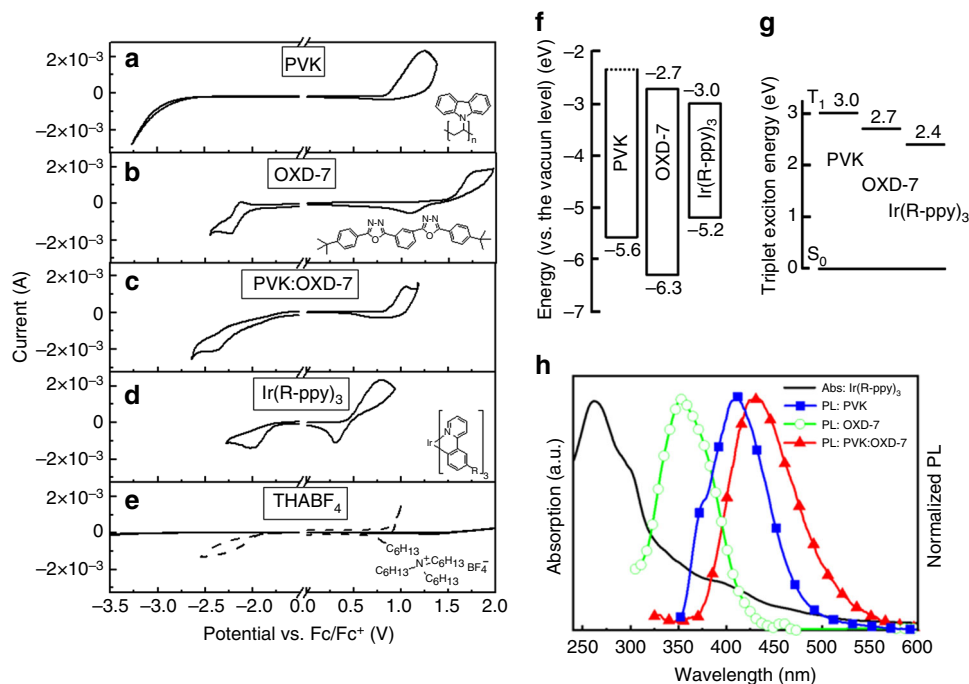 a
PVK
2×10⁻³
0
−2×10⁻³
N
n
b
OXD-7
2×10⁻³
0
−2×10⁻³
N–N
N–N
O
O
c
PVK:OXD-7
2×10⁻³
0
−2×10⁻³
d
Ir(R-ppy)₃
2×10⁻³
0
−2×10⁻³
N
Ir
R
3
e
THABF₄
2×10⁻³
0
−2×10⁻³
C₆H₁₃
C₆H₁₃ N⁺ C₆H₁₃ BF4⁻
C₆H₁₃
−3.5 −3.0 −2.5 −2.0 0.0 0.5 1.0 1.5 2.0
Potential vs. Fc/Fc⁺ (V)
Current (A)
f
Energy (vs. the vacuum level) (eV)
−2
−3
−4
−5
−6
−7
PVK
−5.6
−2.7
OXD-7
−6.3
−3.0
Ir(R-ppy)₃
−5.2
g
Triplet exciton energy (eV)
3
2
1
0
T₁
S₀
3.0
2.7
2.4
PVK
OXD-7
Ir(R-ppy)₃
h
Abs: Ir(R-ppy)₃
PL: PVK
PL: OXD-7
PL: PVK:OXD-7
Absorption (a.u.)
Normalized PL
250 300 350 400 450 500 550 600
Wavelength (nm)